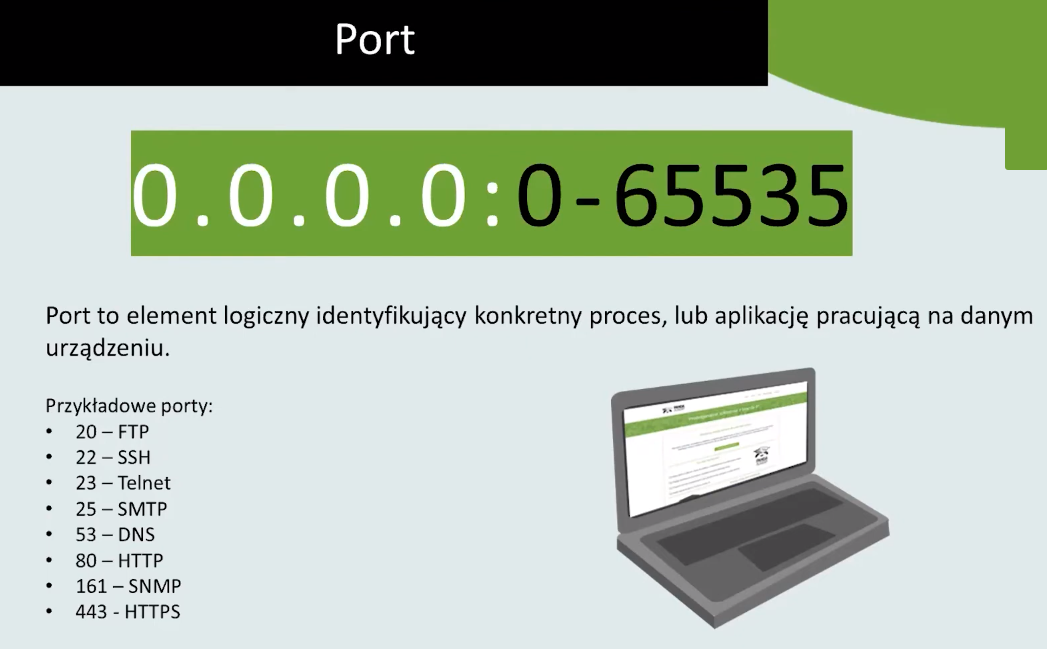 Port
0.0.0.0:0-65535
Port to element logiczny identyfikujący konkretny proces, lub aplikację pracującą na danym
urządzeniu.
Przykładowe porty:
• 20 – FTP
• 22 – SSH
• 23 – Telnet
• 25 – SMTP
• 53 – DNS
• 80 – HTTP
• 161 – SNMP
• 443 - HTTPS